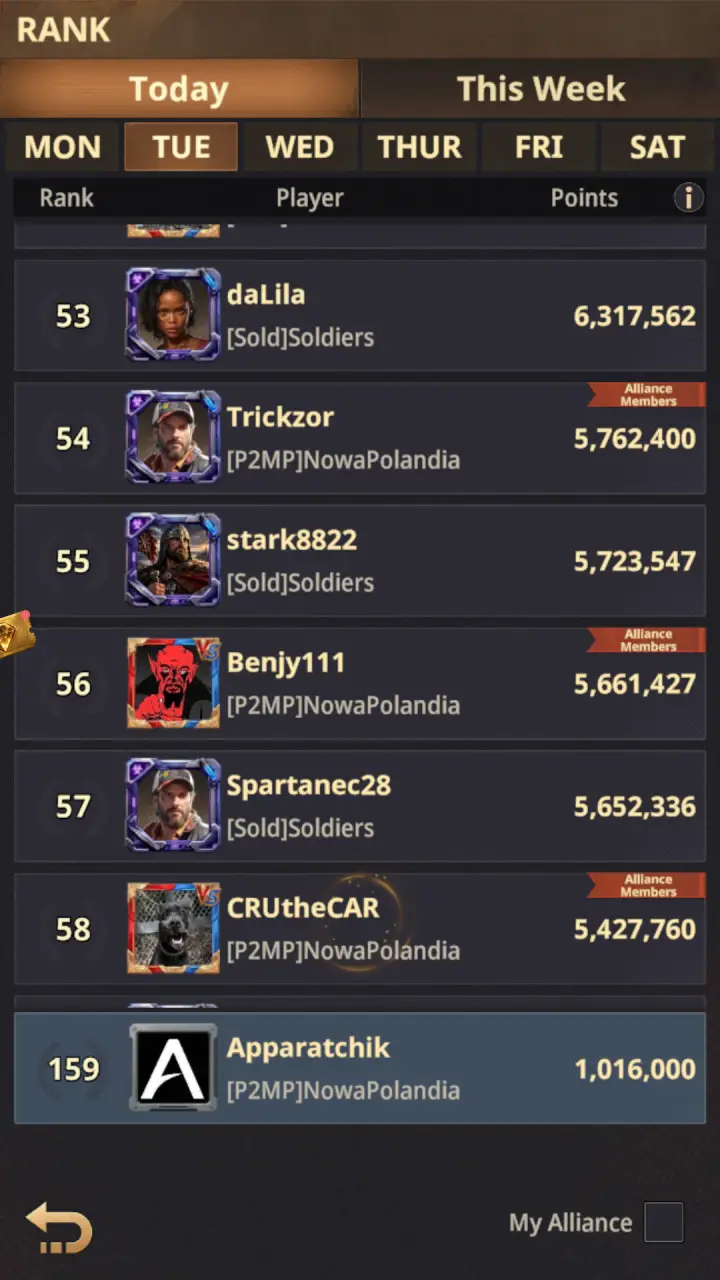 RANK
Today
This Week
MON TUE WED THUR FRI SAT
Rank Player Points i
53
daLila
[Sold]Soldiers
6,317,562
Alliance
Members
54
Trickzor
[P2MP]NowaPolandia
5,762,400
55
stark8822
[Sold]Soldiers
5,723,547
Alliance
Members
56
VS
Benjy111
[P2MP]NowaPolandia
5,661,427
57
Spartanec28
[Sold]Soldiers
5,652,336
Alliance
Members
58
VS
CRUtheCAR
[P2MP]NowaPolandia
5,427,760
159
A
Apparatchik
[P2MP]NowaPolandia
1,016,000
My Alliance